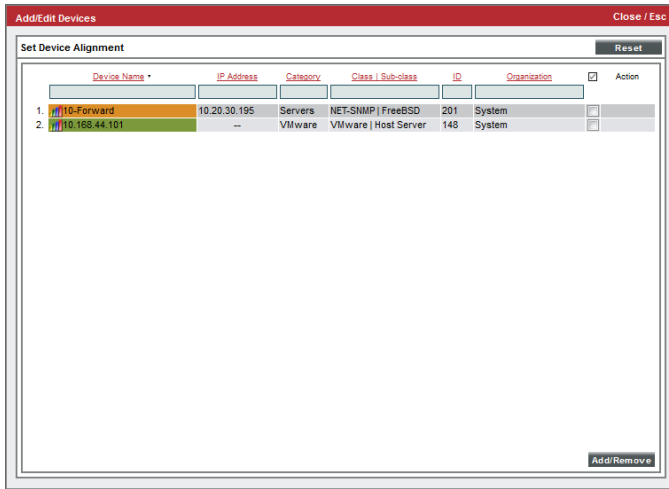 Add/Edit Devices Close / Esc
Set Device Alignment Reset
Device Name IP Address Category Class | Sub-class ID Organization Action
1. 10-Forward 10.20.30.195 Servers NET-SNMP | FreeBSD 201 System
2. 10.168.44.101 -- VMware VMware | Host Server 148 System
Add/Remove